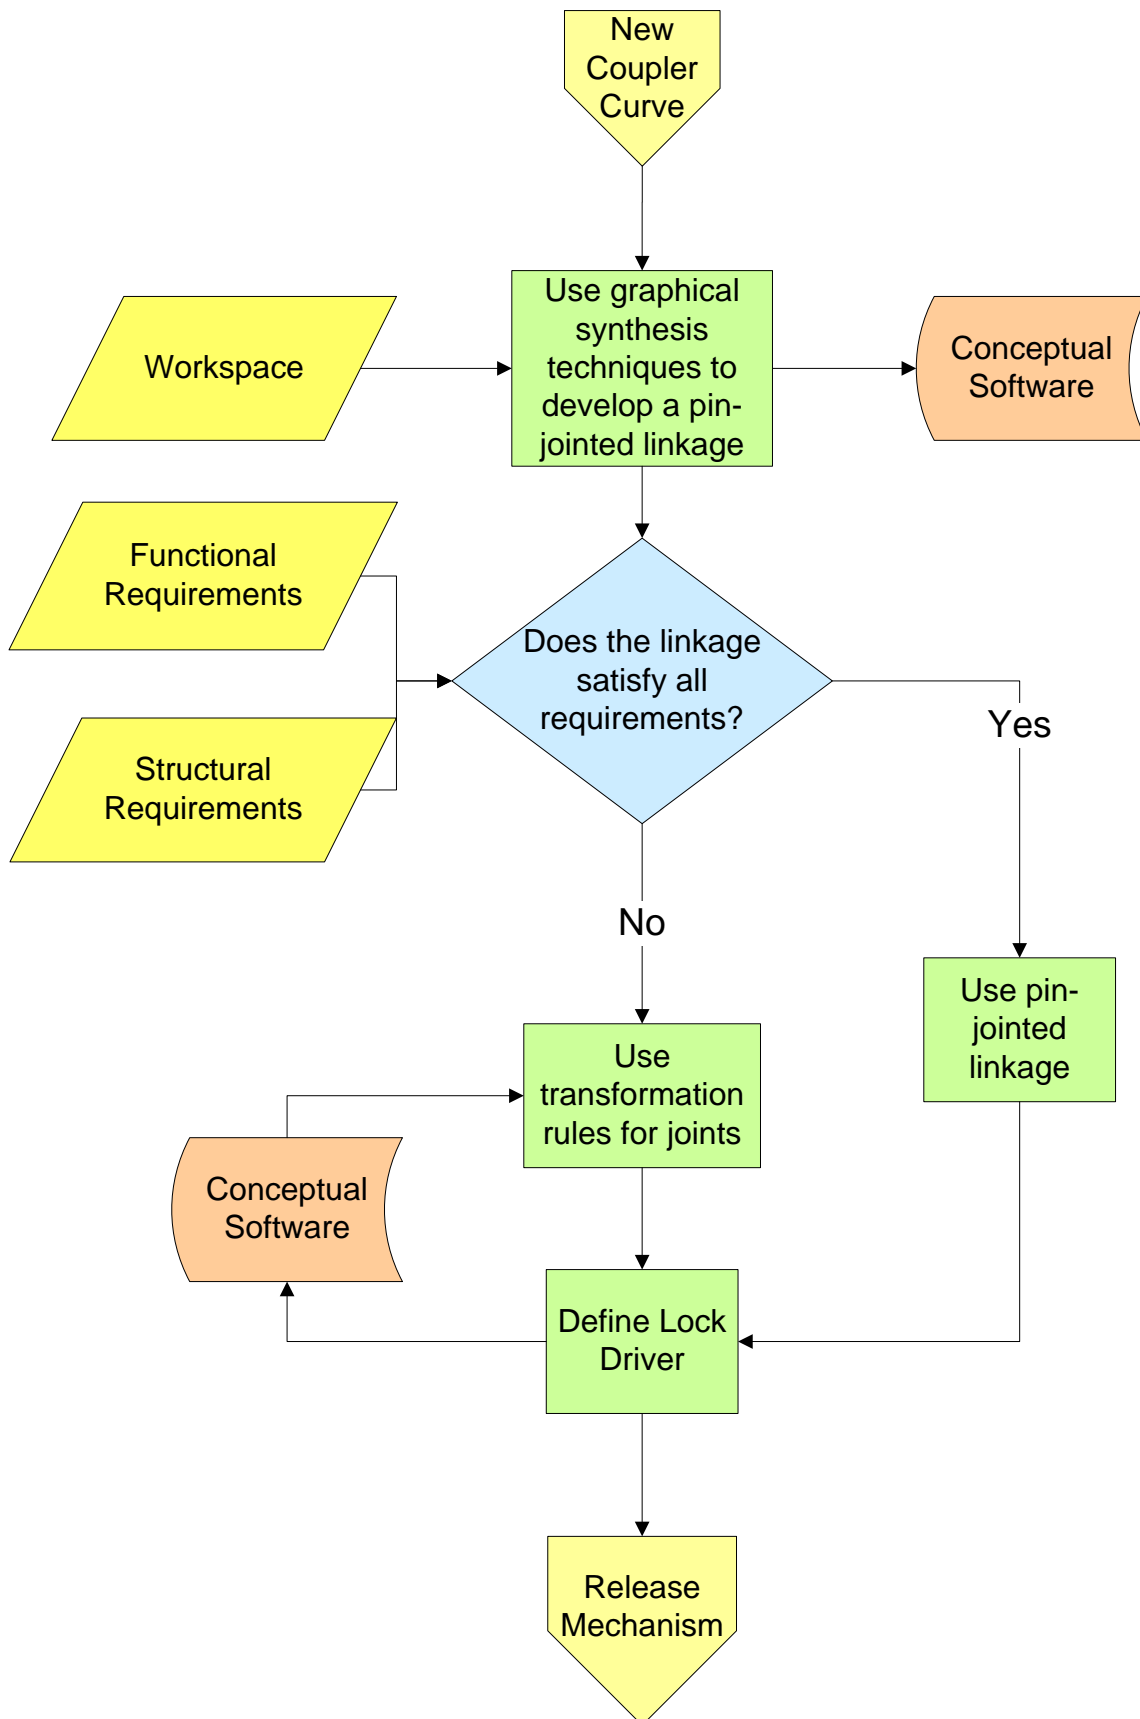 New
Coupler
Curve
Use graphical
synthesis
techniques to
develop a pin-
jointed linkage
Workspace
Conceptual
Software
Functional
Requirements
Does the linkage
satisfy all
requirements?
Yes
Structural
Requirements
No
Use pin-
jointed
linkage
Use
transformation
rules for joints
Conceptual
Software
Define Lock
Driver
Release
Mechanism